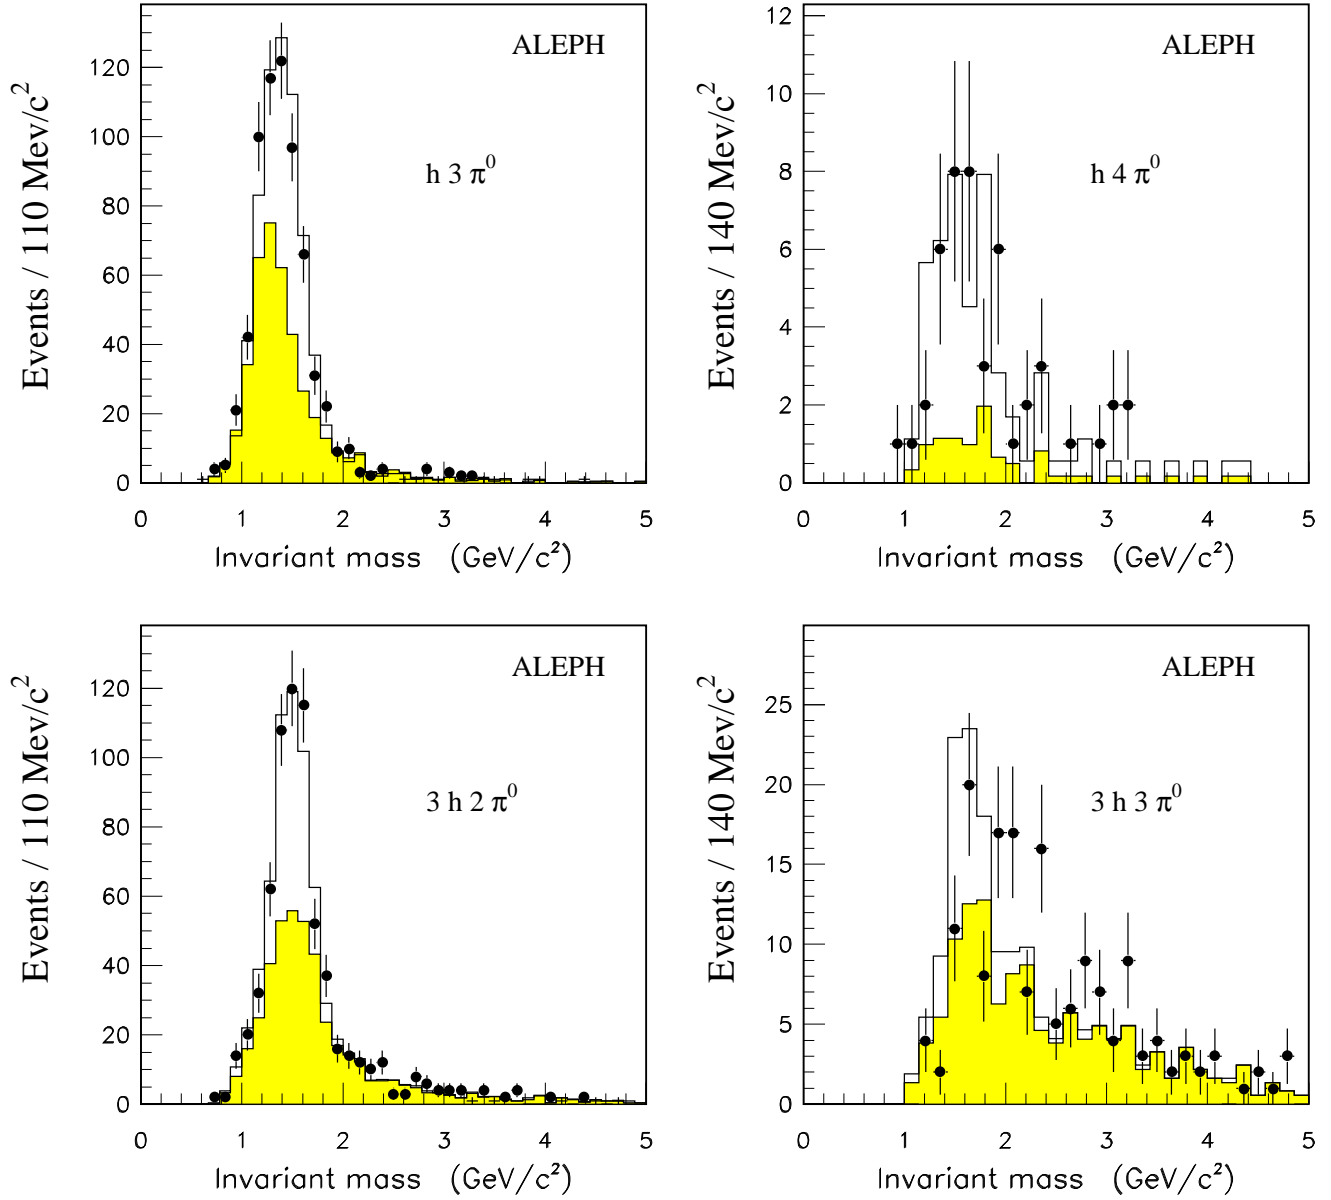 ALEPH
h 3 π⁰
Events / 110 Mev/c²
120
100
80
60
40
20
0
0 1 2 3 4 5
Invariant mass (GeV/c²)
ALEPH
h 4 π⁰
Events / 140 Mev/c²
12
10
8
6
4
2
0
0 1 2 3 4 5
Invariant mass (GeV/c²)
ALEPH
3 h 2 π⁰
Events / 110 Mev/c²
120
100
80
60
40
20
0
0 1 2 3 4 5
Invariant mass (GeV/c²)
ALEPH
3 h 3 π⁰
Events / 140 Mev/c²
25
20
15
10
5
0
0 1 2 3 4 5
Invariant mass (GeV/c²)